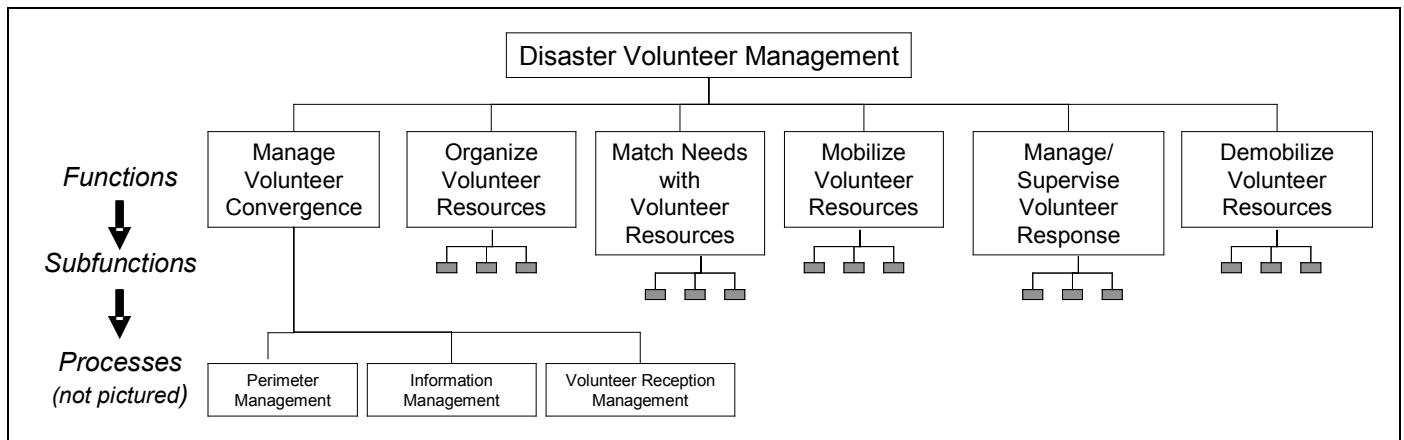 Disaster Volunteer Management
Manage
Volunteer
Convergence
Organize
Volunteer
Resources
Match Needs
with
Volunteer
Resources
Mobilize
Volunteer
Resources
Manage/
Supervise
Volunteer
Response
Demobilize
Volunteer
Resources
Functions
Subfunctions
Processes
(not pictured)
Perimeter
Management
Information
Management
Volunteer Reception
Management